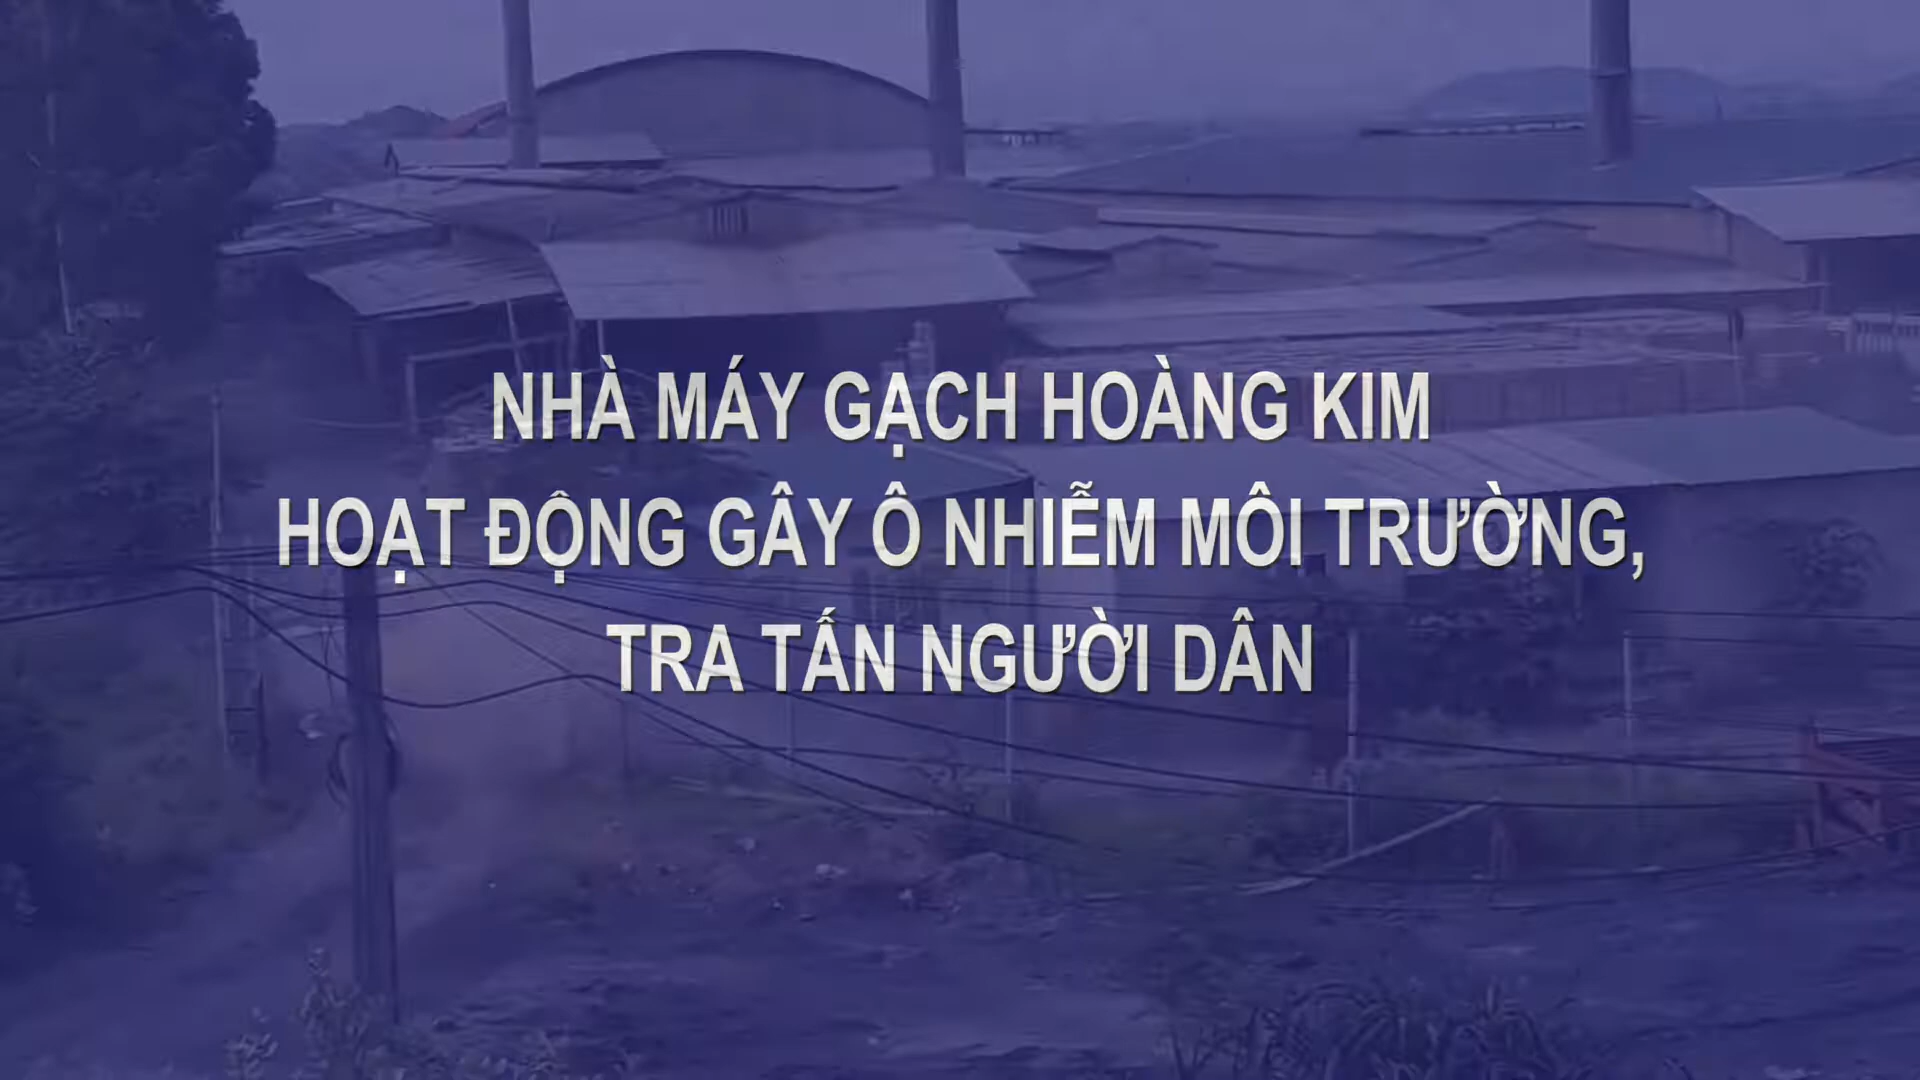 NHÀ MÁY GẠCH HOÀNG KIM
HOẠT ĐỘNG GÂY Ô NHIỄM MÔI TRƯỜNG,
TRA TẤN NGƯỜI DÂN